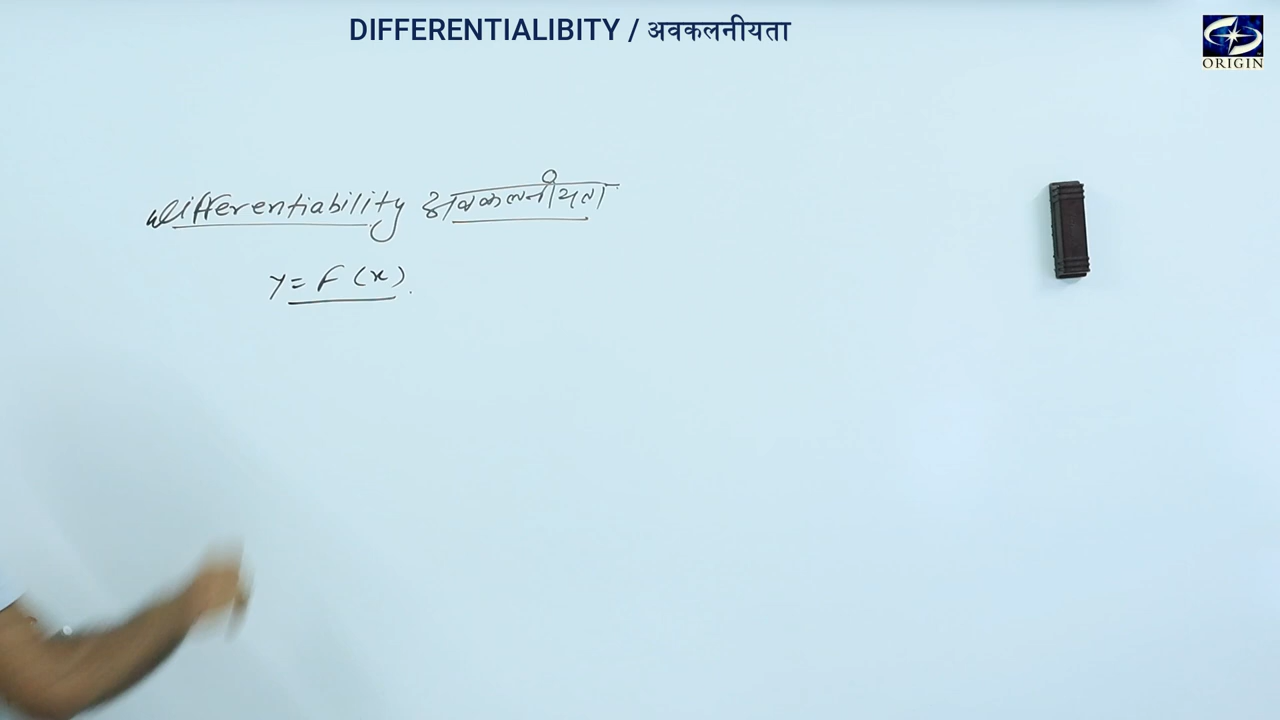 DIFFERENTIALIBITY / अवकलनीयता
ORIGIN
Differentiability अवकलनीयता
y = f (x).